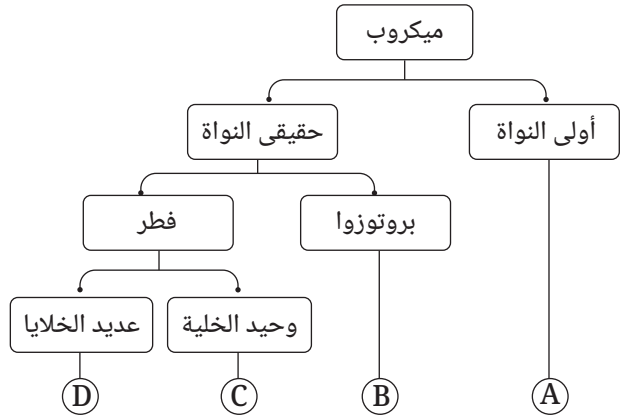 ميكروب
أولى النواة
حقيقى النواة
بروتوزوا
فطر
وحيد الخلية
عديد الخلايا
A
B
C
D